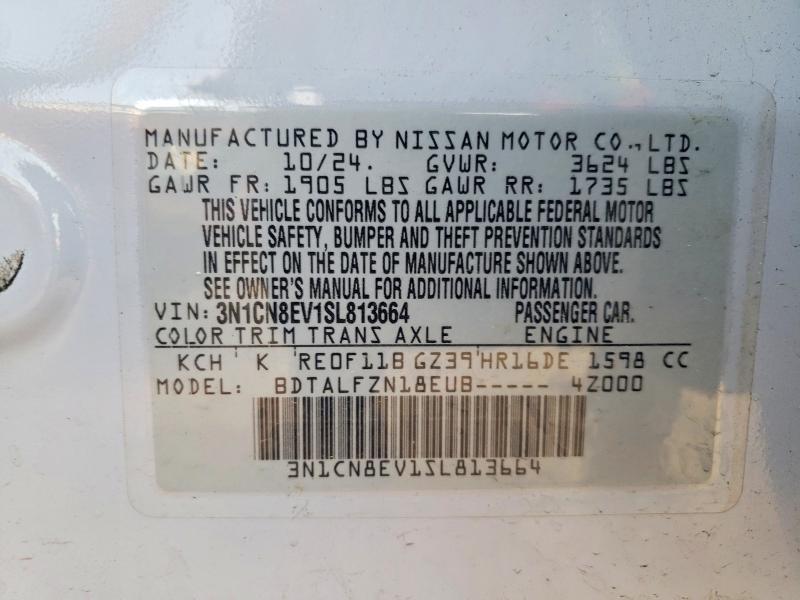 MANUFACTURED BY NISSAN MOTOR CO., LTD.
DATE: 10/24. GVWR: 3624 LBS
GAWR FR: 1905 LBS GAWR RR: 1735 LBS
THIS VEHICLE CONFORMS TO ALL APPLICABLE FEDERAL MOTOR
VEHICLE SAFETY, BUMPER AND THEFT PREVENTION STANDARDS
IN EFFECT ON THE DATE OF MANUFACTURE SHOWN ABOVE.
SEE OWNER'S MANUAL FOR ADDITIONAL INFORMATION.
VIN: 3N1CN8EV1SL813664 PASSENGER CAR.
COLOR TRIM TRANS AXLE ENGINE
KCH K RE0F11B GZ39 HR16DE 1598 CC
MODEL: BDTALFZN18EUB----- 4Z000
3N1CN8EV1SL813664